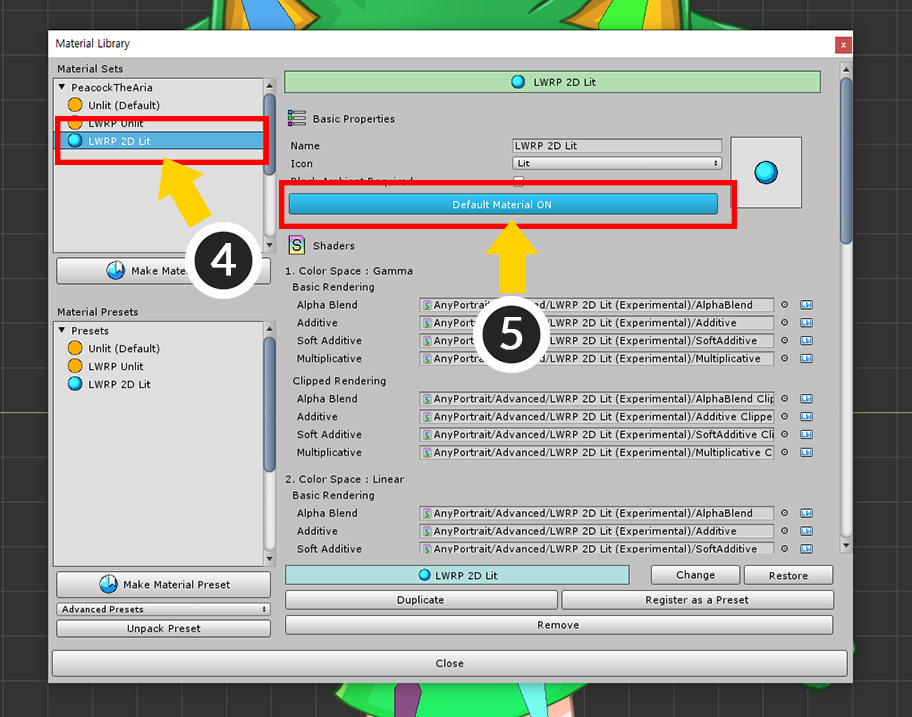 Material Library
x
Material Sets
PeacockTheAria
Unlit (Default)
LWRP Unlit
LWRP 2D Lit
Make Mate
4
Material Presets
Presets
Unlit (Default)
LWRP Unlit
LWRP 2D Lit
Make Material Preset
Advanced Presets
Unpack Preset
LWRP 2D Lit
Basic Properties
Name LWRP 2D Lit
Icon Lit
Black Ambient Required
Default Material ON
S Shaders
5
1. Color Space : Gamma
Basic Rendering
Alpha Blend AnyPortrait/Advanced/LWRP 2D Lit (Experimental)/AlphaBlend
Additive AnyPortrait/Advanced/LWRP 2D Lit (Experimental)/Additive
Soft Additive AnyPortrait/Advanced/LWRP 2D Lit (Experimental)/SoftAdditive
Multiplicative AnyPortrait/Advanced/LWRP 2D Lit (Experimental)/Multiplicative
Clipped Rendering
Alpha Blend AnyPortrait/Advanced/LWRP 2D Lit (Experimental)/AlphaBlend Clip
Additive AnyPortrait/Advanced/LWRP 2D Lit (Experimental)/Additive Clippe
Soft Additive AnyPortrait/Advanced/LWRP 2D Lit (Experimental)/SoftAdditive Cli
Multiplicative AnyPortrait/Advanced/LWRP 2D Lit (Experimental)/Multiplicative C
2. Color Space : Linear
Basic Rendering
Alpha Blend AnyPortrait/Advanced/LWRP 2D Lit (Experimental)/AlphaBlend
Additive AnyPortrait/Advanced/LWRP 2D Lit (Experimental)/Additive
Soft Additive AnyPortrait/Advanced/LWRP 2D Lit (Experimental)/SoftAdditive
LWRP 2D Lit
Change
Restore
Duplicate
Register as a Preset
Remove
Close